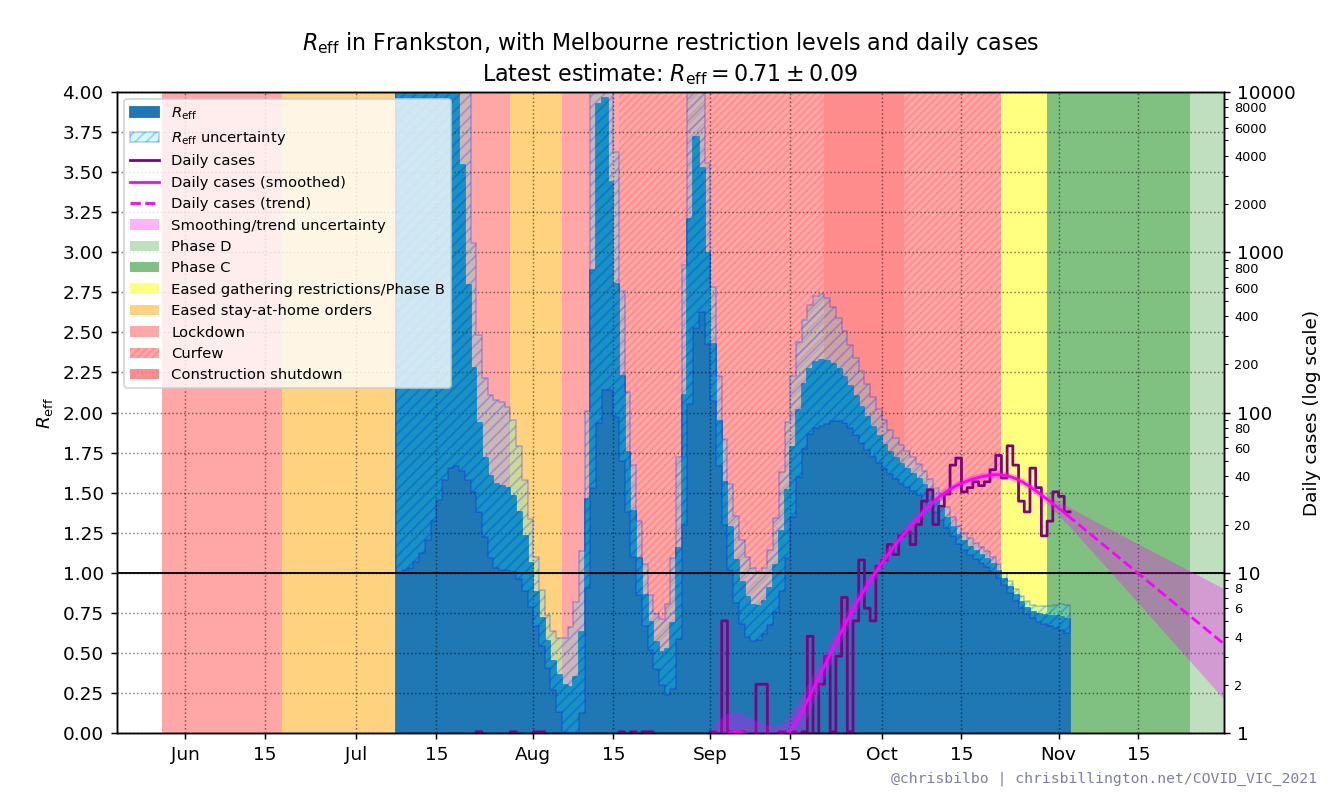 Reff in Frankston, with Melbourne restriction levels and daily cases
Latest estimate: Reff = 0.71 ± 0.09
4.00
3.75
3.50
3.25
3.00
2.75
2.50
2.25
2.00
1.75
1.50
1.25
1.00
0.75
0.50
0.25
0.00
Reff
Reff
Reff uncertainty
Daily cases
Daily cases (smoothed)
Daily cases (trend)
Smoothing/trend uncertainty
Phase D
Phase C
Eased gathering restrictions/Phase B
Eased stay-at-home orders
Lockdown
Curfew
Construction shutdown
10000
8000
6000
4000
2000
1000
800
600
400
200
100
80
60
40
20
10
8
6
4
2
1
Daily cases (log scale)
Jun 15 Jul 15 Aug 15 Sep 15 Oct 15 Nov 15
@chrisbilbo | chrisbillington.net/COVID_VIC_2021